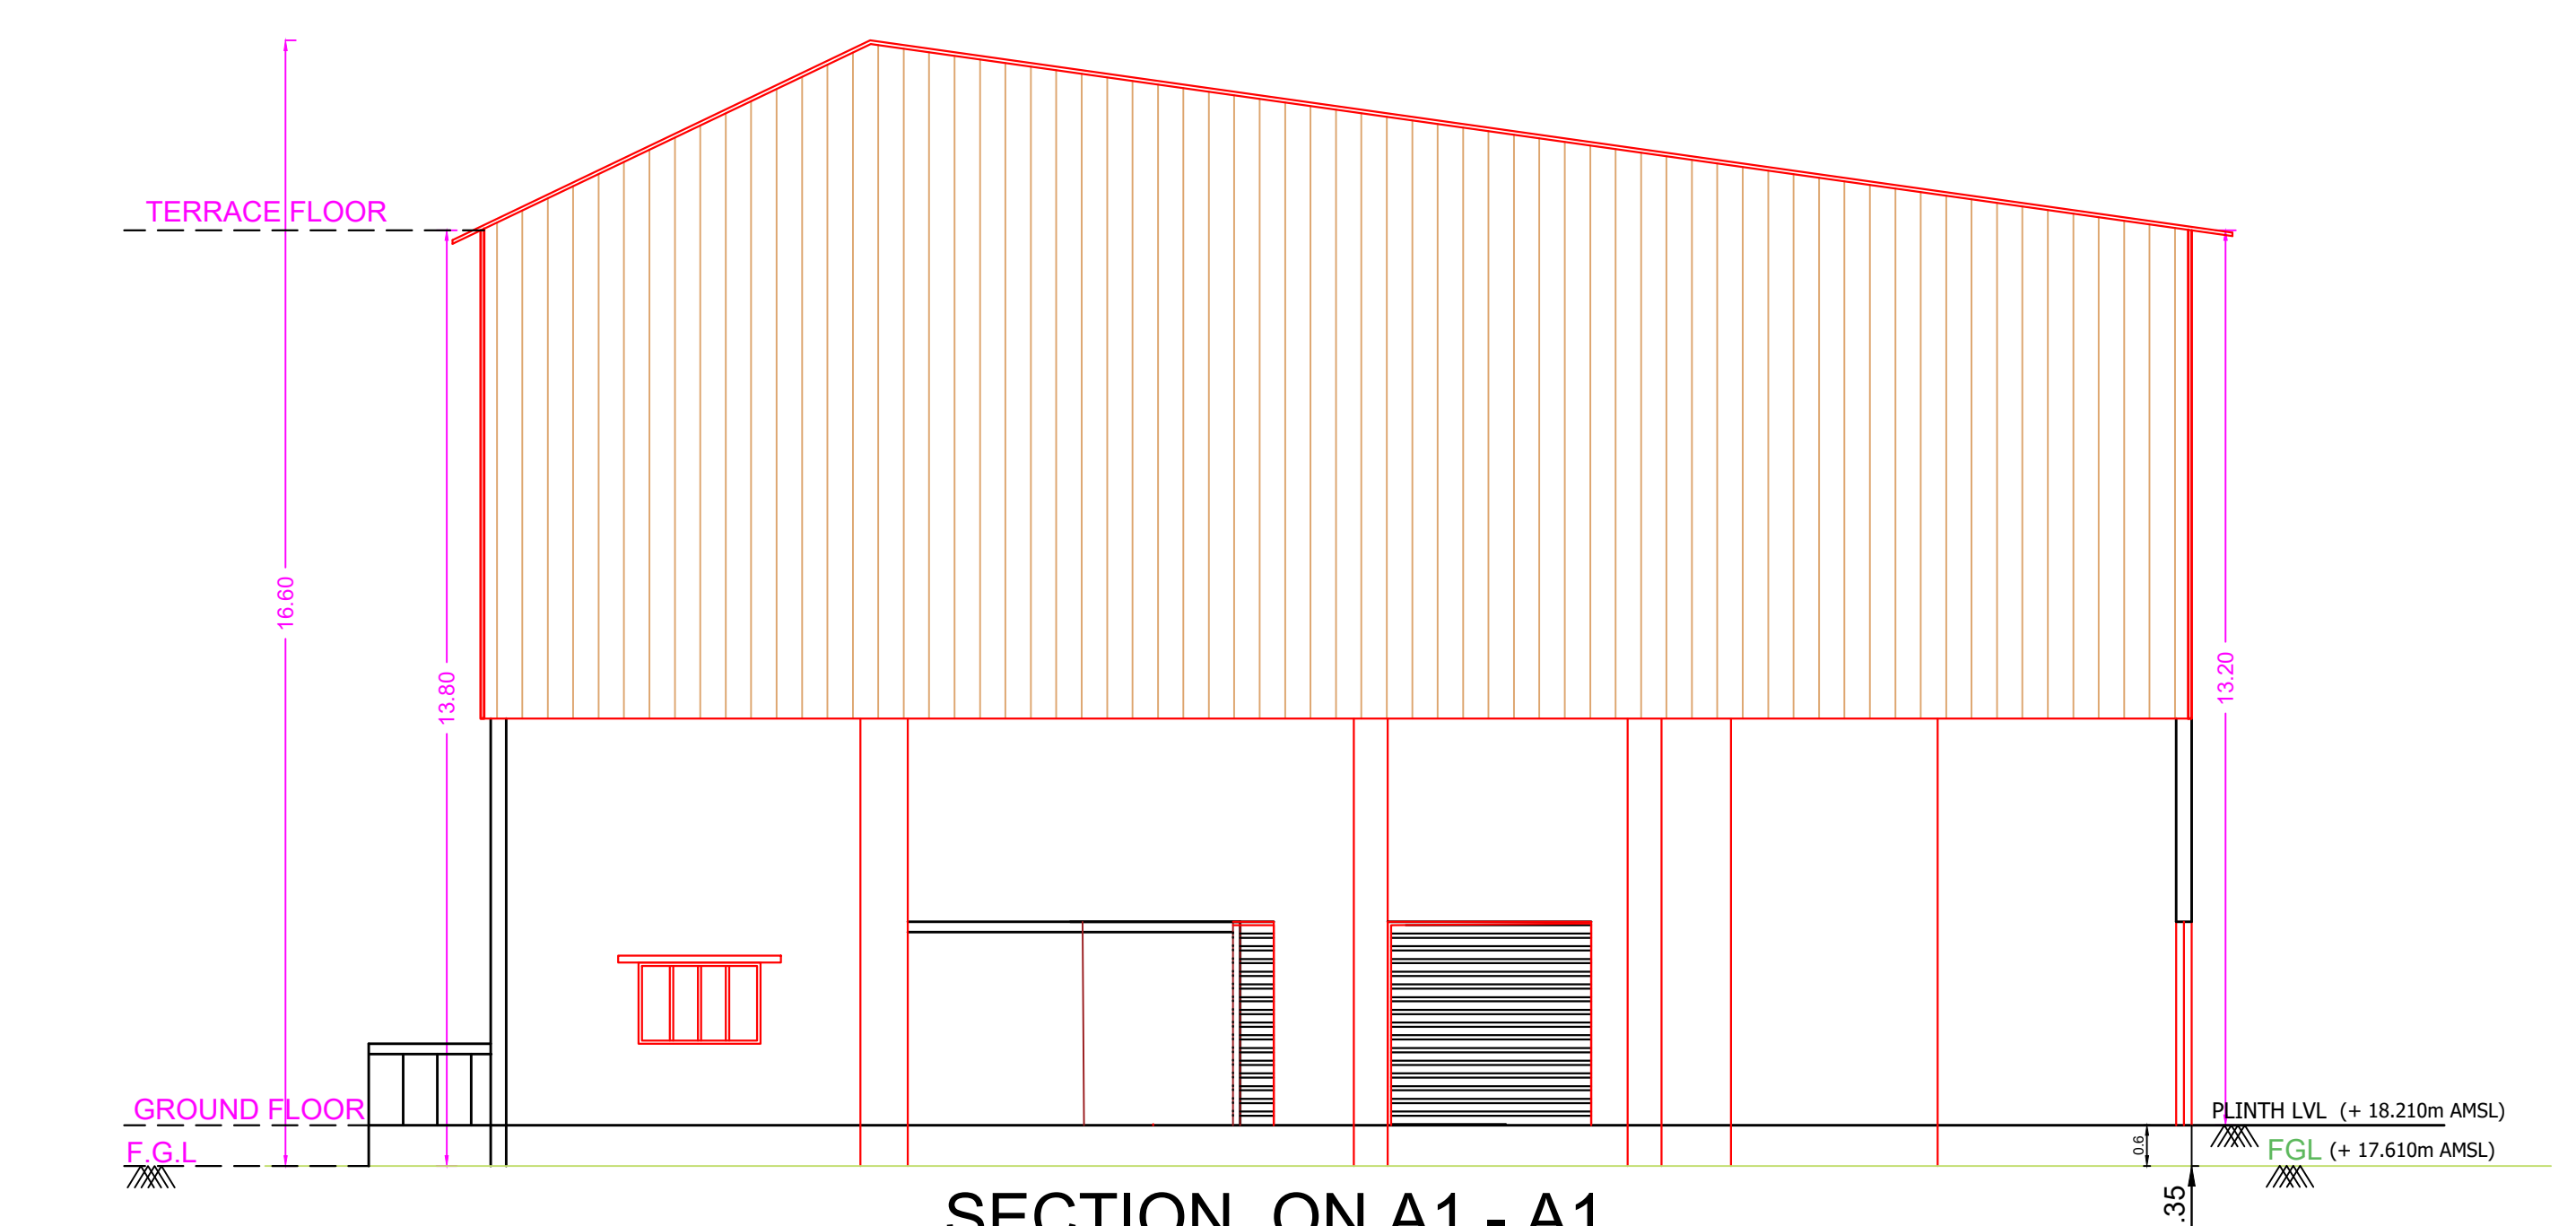 TERRACE FLOOR
16.60
13.80
13.20
GROUND FLOOR
PLINTH LVL (+ 18.210m AMSL)
F.G.L
0.6
FGL (+ 17.610m AMSL)
.35
SECTION ON A1 - A1